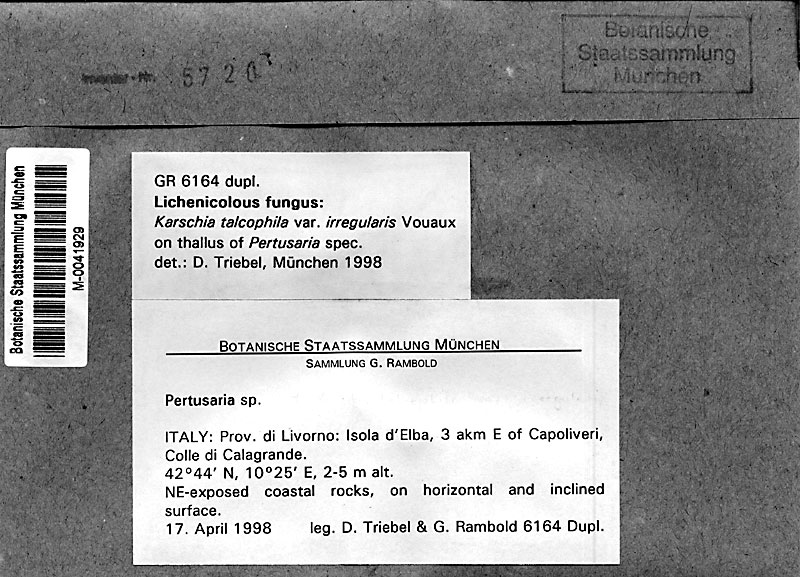 Botanische
Staatssammlung
München
Inventar-Nr. 5720
Botanische Staatssammlung München
M-0041929
GR 6164 dupl.
Lichenicolous fungus:
Karschia talcophila var. irregularis Vouaux
on thallus of Pertusaria spec.
det.: D. Triebel, München 1998
BOTANISCHE STAATSSAMMLUNG MÜNCHEN
SAMMLUNG G. RAMBOLD
Pertusaria sp.
ITALY: Prov. di Livorno: Isola d'Elba, 3 akm E of Capoliveri,
Colle di Calagrande.
42°44' N, 10°25' E, 2-5 m alt.
NE-exposed coastal rocks, on horizontal and inclined
surface.
17. April 1998 leg. D. Triebel & G. Rambold 6164 Dupl.